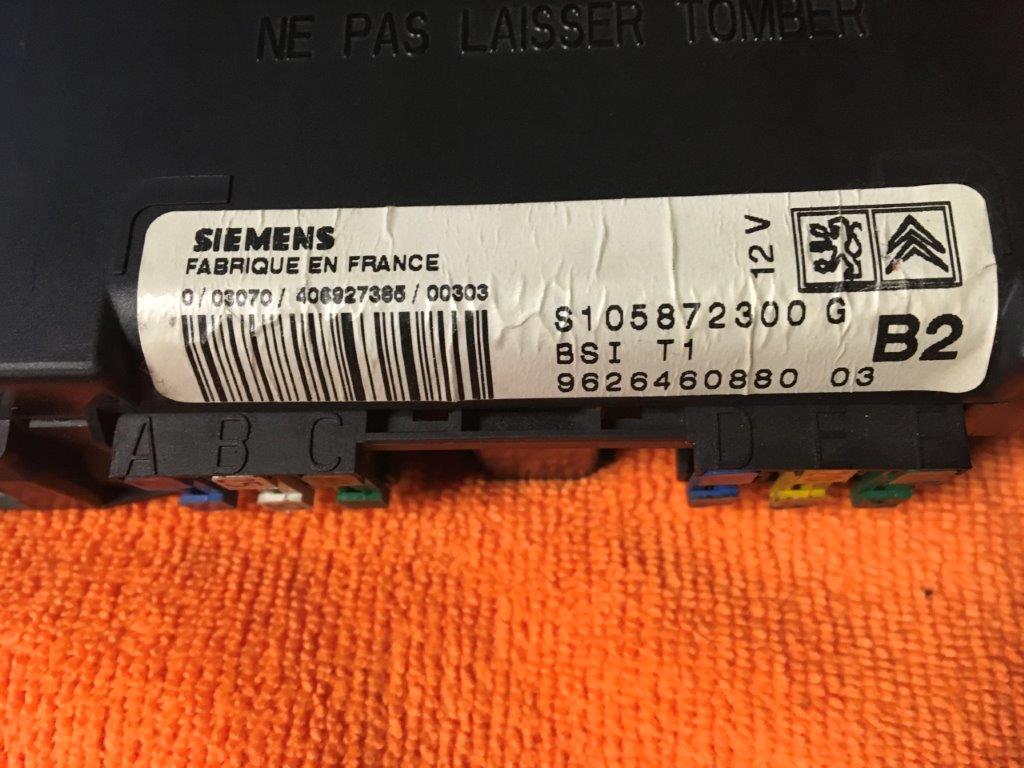 NE PAS LAISSER TOMBER
SIEMENS
FABRIQUE EN FRANCE
0/03070/406927385/00303
12 V
S105872300 G
BSI T1
B2
9626460880 03
A B C D E F